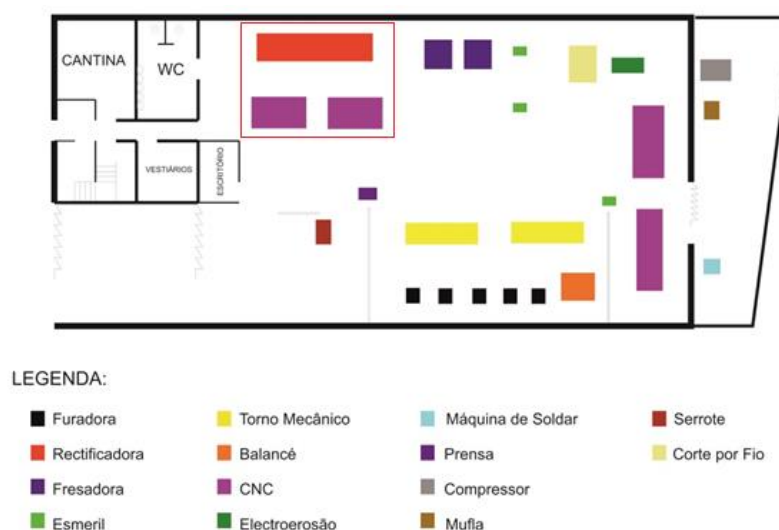 CANTINA
WC
VESTIÁRIOS
ESCRITÓRIO
LEGENDA:
Furadora
Torno Mecânico
Máquina de Soldar
Serrote
Rectificadora
Balancé
Prensa
Corte por Fio
Fresadora
CNC
Compressor
Esmeril
Electroerosão
Mufla